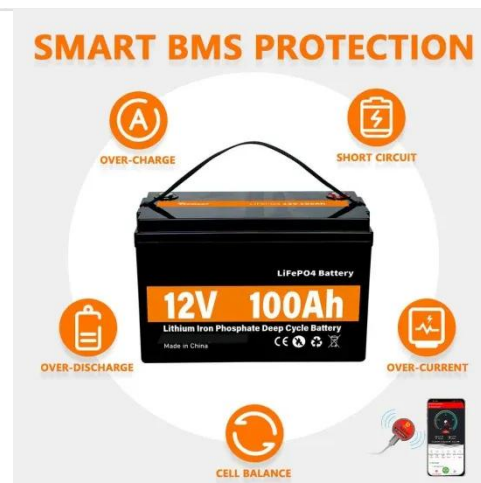 SMART BMS PROTECTION
A
OVER-CHARGE
SHORT CIRCUIT
LiFePO4 Battery
12V 100Ah
Lithium Iron Phosphate Deep Cycle Battery
Made in China
CE
OVER-DISCHARGE
OVER-CURRENT
CELL BALANCE